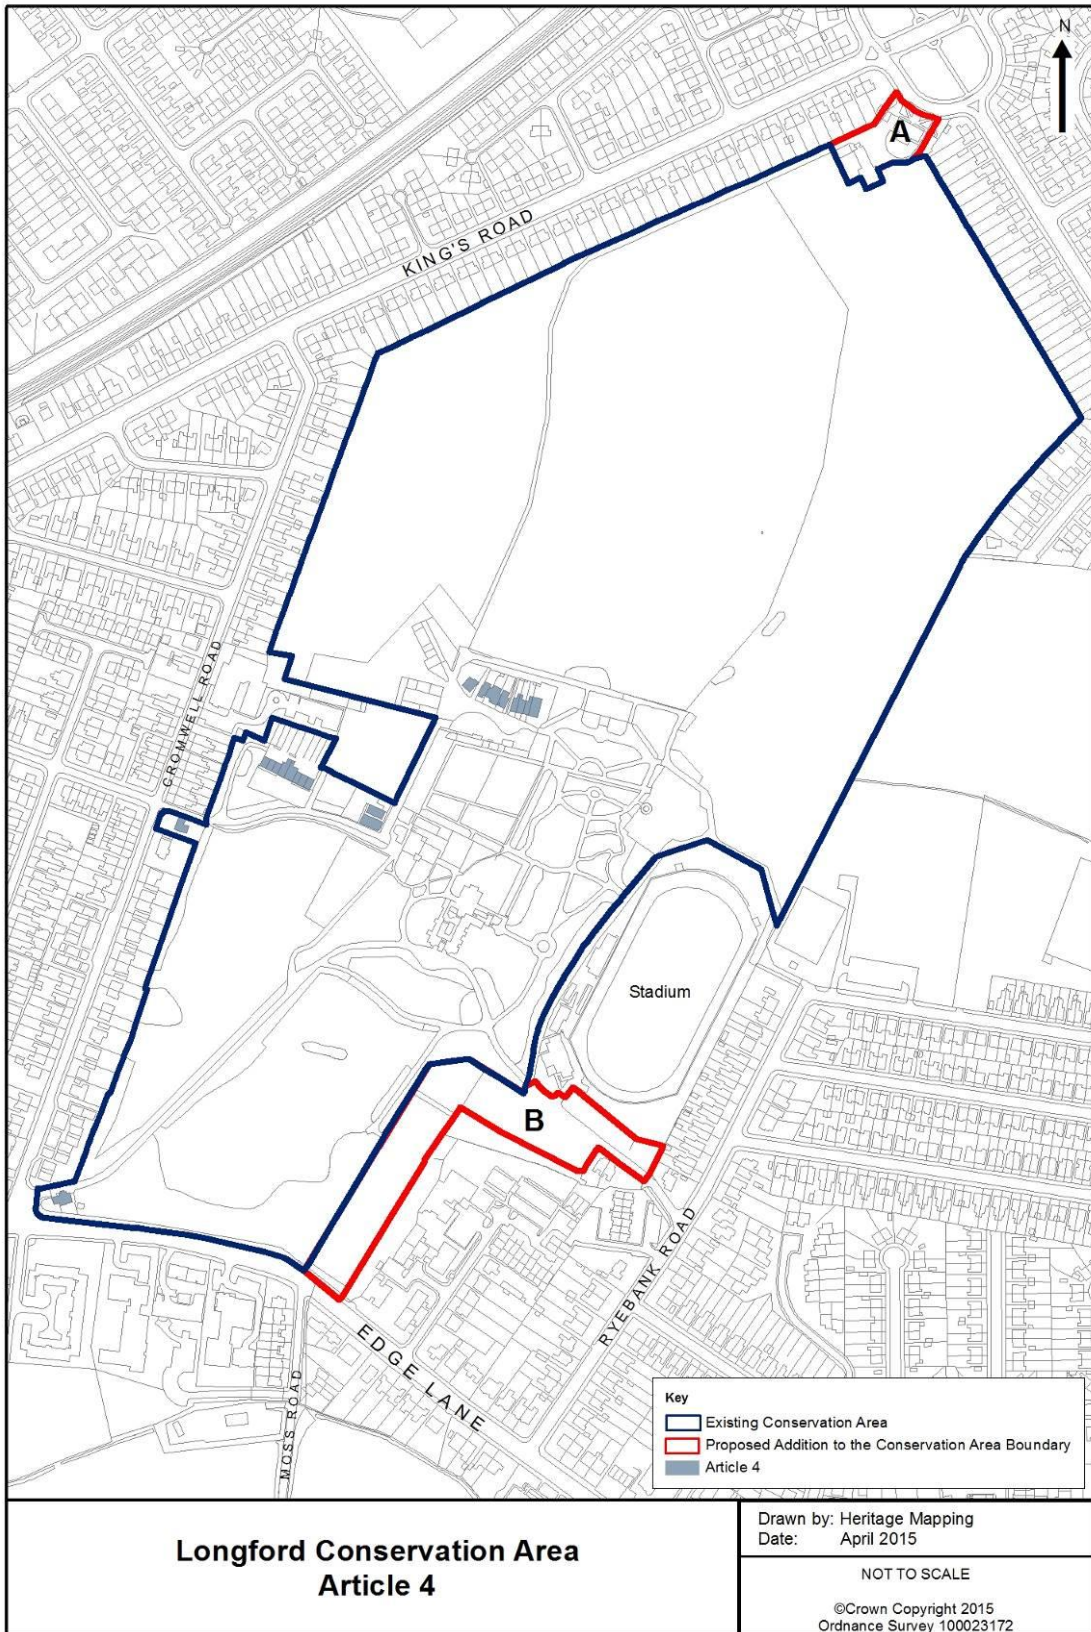 N
A
KING'S ROAD
CROMWELL ROAD
Stadium
B
RYEBANK ROAD
EDGE LANE
MOSS ROAD
Key
Existing Conservation Area
Proposed Addition to the Conservation Area Boundary
Article 4
Longford Conservation Area
Article 4
Drawn by: Heritage Mapping
Date: April 2015
NOT TO SCALE
©Crown Copyright 2015
Ordnance Survey 100023172